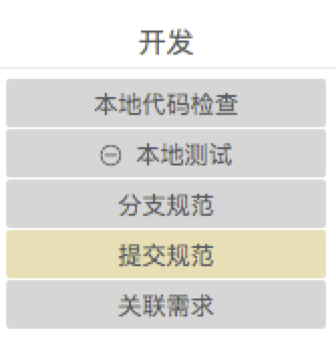 开发
本地代码检查
⊖ 本地测试
分支规范
提交规范
关联需求